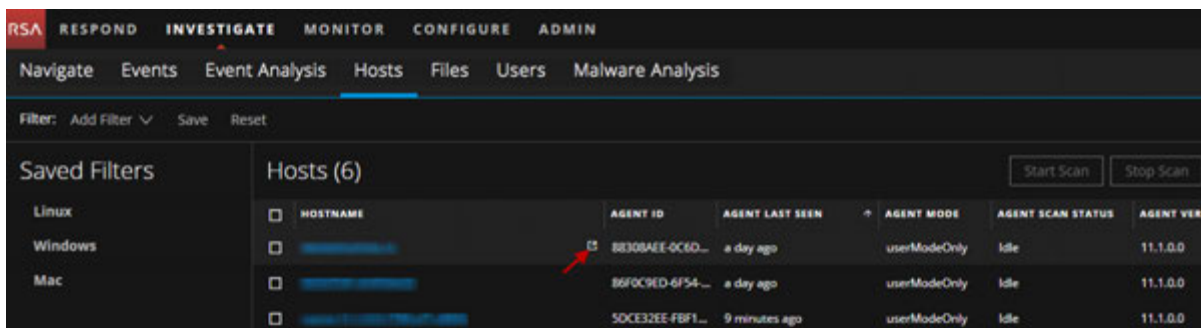 RSA RESPOND INVESTIGATE MONITOR CONFIGURE ADMIN
Navigate Events Event Analysis Hosts Files Users Malware Analysis
Filter: Add Filter Save Reset
Saved Filters Hosts (6) Start Scan Stop Scan
Linux HOSTNAME AGENT ID AGENT LAST SEEN AGENT MODE AGENT SCAN STATUS AGENT VER
Windows 88308AEE-0C6D... a day ago userModeOnly Idle 11.1.0.0
Mac 86F0C9ED-6F54-... a day ago userModeOnly Idle 11.1.0.0
5DCE32EE-FBF1... 9 minutes ago userModeOnly Idle 11.1.0.0